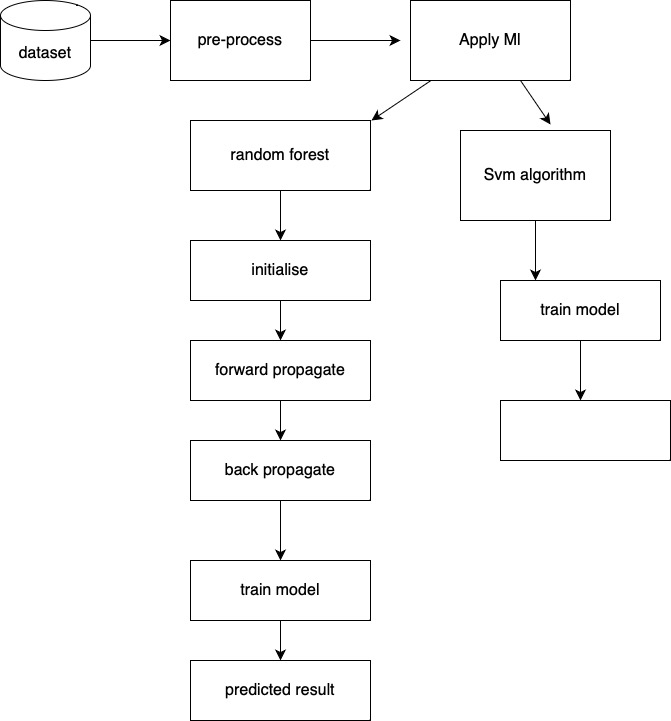 dataset
pre-process
Apply Ml
random forest
Svm algorithm
initialise
train model
forward propagate
back propagate
train model
predicted result